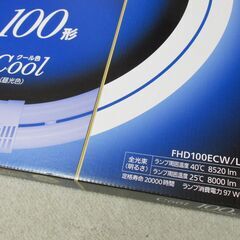 100形
クール色
Cool
(昼光色)
FHD100ECW/L
全光束
(明るさ)
ランプ周囲温度 40℃ 8520 lm
ランプ周囲温度 25℃ 8000 lm
定格寿命 20000時間
ランプ消費電力 97 W
Cool
100